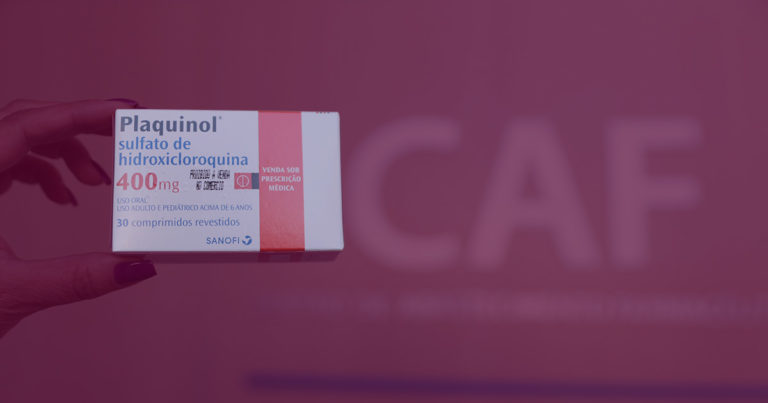 Plaquinol®
sulfato de
hidroxicloroquina
400mg
PROIBIDO A VENDA
NO COMÉRCIO
USO ORAL
USO ADULTO E PEDIÁTRICO ACIMA DE 6 ANOS
30 comprimidos revestidos
SANOFI
VENDA SOB
PRESCRIÇÃO
MÉDICA
CAF